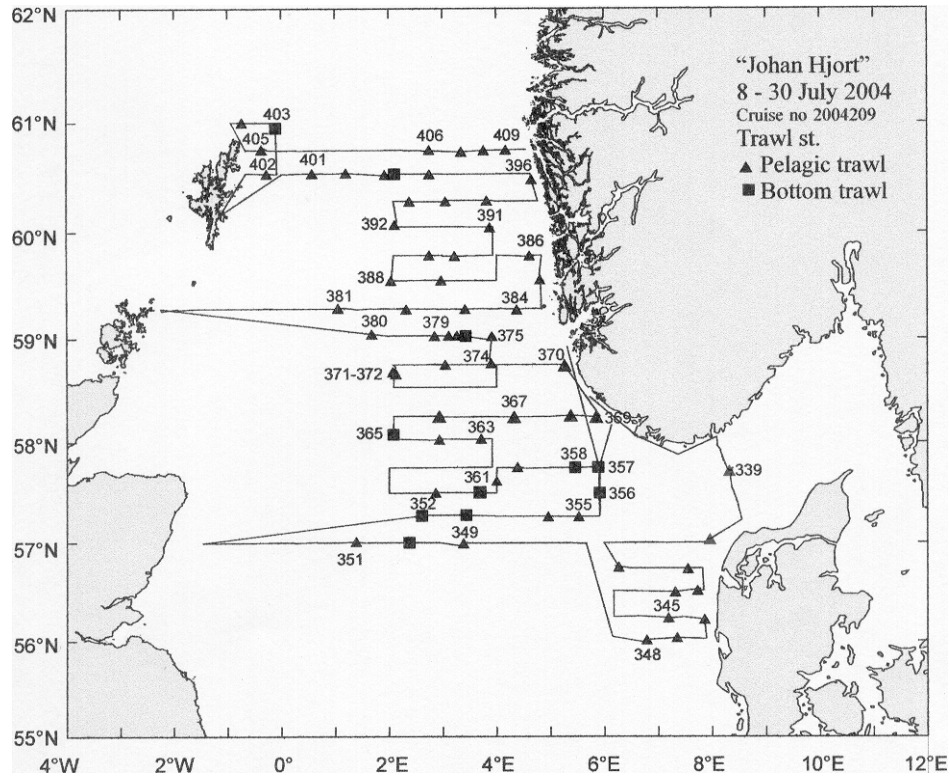 62°N
61°N
60°N
59°N
58°N
57°N
56°N
55°N
4°W
2°W
0°
2°E
4°E
6°E
8°E
10°E
12°E
"Johan Hjort"
8 - 30 July 2004
Cruise no 2004209
Trawl st.
▲ Pelagic trawl
■ Bottom trawl
403
405
406
409
402
401
396
392
391
386
388
381
384
380
379
375
374
370
371-372
367
369
365
363
358
357
361
356
352
355
349
351
339
345
348